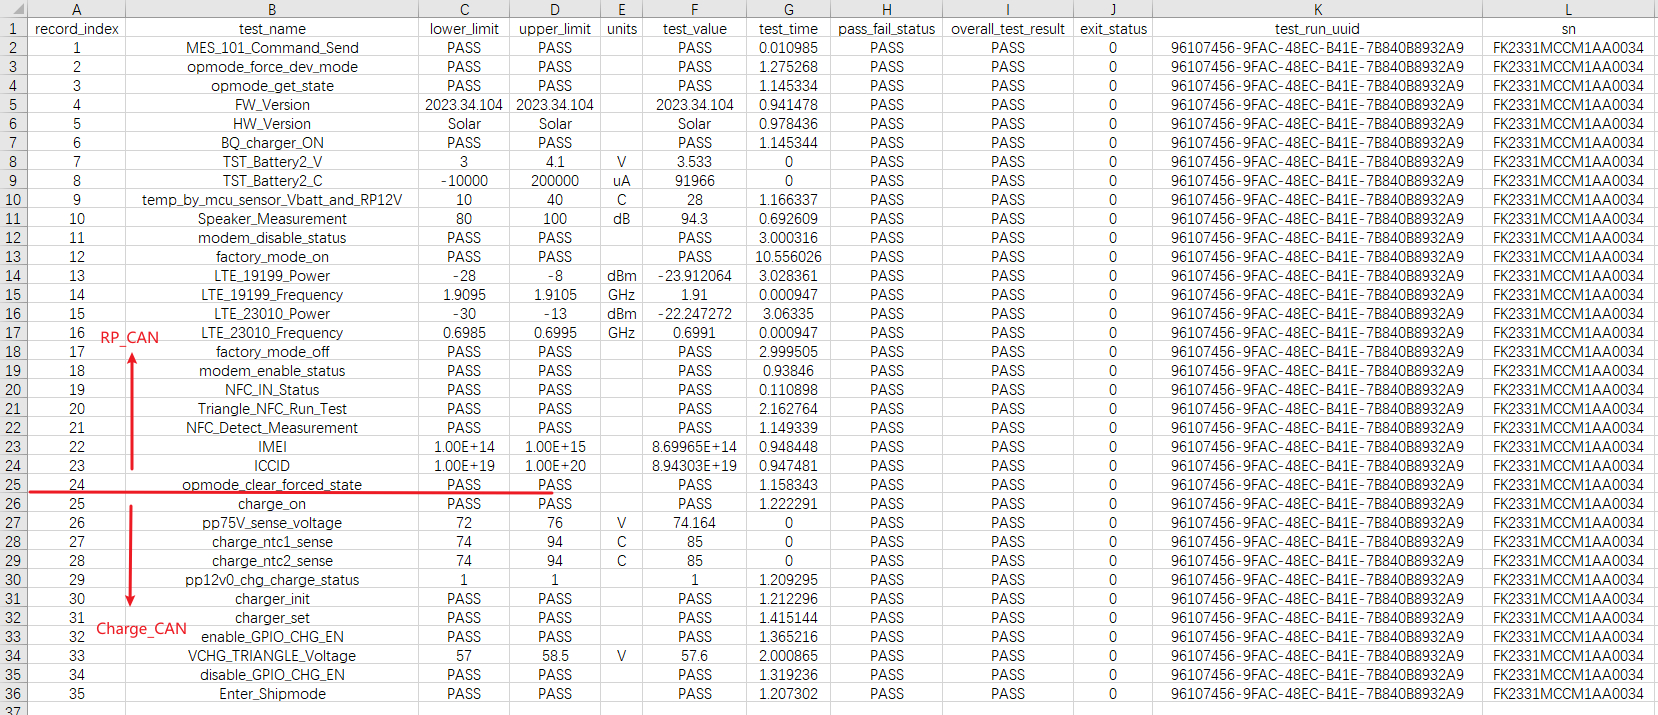 A B C D E F G H I J K L
1 record_index test_name lower_limit upper_limit units test_value test_time pass_fail_status overall_test_result exit_status test_run_uuid sn
2 1 MES_101_Command_Send PASS PASS PASS 0.010985 PASS PASS 0 96107456-9FAC-48EC-B41E-7B840B8932A9 FK2331MCCM1AA0034
3 2 opmode_force_dev_mode PASS PASS PASS 1.275268 PASS PASS 0 96107456-9FAC-48EC-B41E-7B840B8932A9 FK2331MCCM1AA0034
4 3 opmode_get_state PASS PASS PASS 1.145334 PASS PASS 0 96107456-9FAC-48EC-B41E-7B840B8932A9 FK2331MCCM1AA0034
5 4 FW_Version 2023.34.104 2023.34.104 2023.34.104 0.941478 PASS PASS 0 96107456-9FAC-48EC-B41E-7B840B8932A9 FK2331MCCM1AA0034
6 5 HW_Version Solar Solar Solar 0.978436 PASS PASS 0 96107456-9FAC-48EC-B41E-7B840B8932A9 FK2331MCCM1AA0034
7 6 BQ_charger_ON PASS PASS PASS 1.145344 PASS PASS 0 96107456-9FAC-48EC-B41E-7B840B8932A9 FK2331MCCM1AA0034
8 7 TST_Battery2_V 3 4.1 V 3.533 0 PASS PASS 0 96107456-9FAC-48EC-B41E-7B840B8932A9 FK2331MCCM1AA0034
9 8 TST_Battery2_C -10000 200000 uA 91966 0 PASS PASS 0 96107456-9FAC-48EC-B41E-7B840B8932A9 FK2331MCCM1AA0034
10 9 temp_by_mcu_sensor_Vbatt_and_RP12V 10 40 C 28 1.166337 PASS PASS 0 96107456-9FAC-48EC-B41E-7B840B8932A9 FK2331MCCM1AA0034
11 10 Speaker_Measurement 80 100 dB 94.3 0.692609 PASS PASS 0 96107456-9FAC-48EC-B41E-7B840B8932A9 FK2331MCCM1AA0034
12 11 modem_disable_status PASS PASS PASS 3.000316 PASS PASS 0 96107456-9FAC-48EC-B41E-7B840B8932A9 FK2331MCCM1AA0034
13 12 factory_mode_on PASS PASS PASS 10.556026 PASS PASS 0 96107456-9FAC-48EC-B41E-7B840B8932A9 FK2331MCCM1AA0034
14 13 LTE_19199_Power -28 -8 dBm -23.912064 3.028361 PASS PASS 0 96107456-9FAC-48EC-B41E-7B840B8932A9 FK2331MCCM1AA0034
15 14 LTE_19199_Frequency 1.9095 1.9105 GHz 1.91 0.000947 PASS PASS 0 96107456-9FAC-48EC-B41E-7B840B8932A9 FK2331MCCM1AA0034
16 15 LTE_23010_Power -30 -13 dBm -22.247272 3.06335 PASS PASS 0 96107456-9FAC-48EC-B41E-7B840B8932A9 FK2331MCCM1AA0034
17 16 LTE_23010_Frequency 0.6985 0.6995 GHz 0.6991 0.000947 PASS PASS 0 96107456-9FAC-48EC-B41E-7B840B8932A9 FK2331MCCM1AA0034
RP_CAN
18 17 factory_mode_off PASS PASS PASS 2.999505 PASS PASS 0 96107456-9FAC-48EC-B41E-7B840B8932A9 FK2331MCCM1AA0034
19 18 modem_enable_status PASS PASS PASS 0.93846 PASS PASS 0 96107456-9FAC-48EC-B41E-7B840B8932A9 FK2331MCCM1AA0034
20 19 NFC_IN_Status PASS PASS PASS 0.110898 PASS PASS 0 96107456-9FAC-48EC-B41E-7B840B8932A9 FK2331MCCM1AA0034
21 20 Triangle_NFC_Run_Test PASS PASS PASS 2.162764 PASS PASS 0 96107456-9FAC-48EC-B41E-7B840B8932A9 FK2331MCCM1AA0034
22 21 NFC_Detect_Measurement PASS PASS PASS 1.149339 PASS PASS 0 96107456-9FAC-48EC-B41E-7B840B8932A9 FK2331MCCM1AA0034
23 22 IMEI 1.00E+14 1.00E+15 8.69965E+14 0.948448 PASS PASS 0 96107456-9FAC-48EC-B41E-7B840B8932A9 FK2331MCCM1AA0034
24 23 ICCID 1.00E+19 1.00E+20 8.94303E+19 0.947481 PASS PASS 0 96107456-9FAC-48EC-B41E-7B840B8932A9 FK2331MCCM1AA0034
25 24 opmode_clear_forced_state PASS PASS PASS 1.158343 PASS PASS 0 96107456-9FAC-48EC-B41E-7B840B8932A9 FK2331MCCM1AA0034
26 25 charge_on PASS PASS PASS 1.222291 PASS PASS 0 96107456-9FAC-48EC-B41E-7B840B8932A9 FK2331MCCM1AA0034
27 26 pp75V_sense_voltage 72 76 V 74.164 0 PASS PASS 0 96107456-9FAC-48EC-B41E-7B840B8932A9 FK2331MCCM1AA0034
28 27 charge_ntc1_sense 74 94 C 85 0 PASS PASS 0 96107456-9FAC-48EC-B41E-7B840B8932A9 FK2331MCCM1AA0034
29 28 charge_ntc2_sense 74 94 C 85 0 PASS PASS 0 96107456-9FAC-48EC-B41E-7B840B8932A9 FK2331MCCM1AA0034
30 29 pp12v0_chg_charge_status 1 1 1 1.209295 PASS PASS 0 96107456-9FAC-48EC-B41E-7B840B8932A9 FK2331MCCM1AA0034
31 30 charger_init PASS PASS PASS 1.212296 PASS PASS 0 96107456-9FAC-48EC-B41E-7B840B8932A9 FK2331MCCM1AA0034
32 31 charger_set PASS PASS PASS 1.415144 PASS PASS 0 96107456-9FAC-48EC-B41E-7B840B8932A9 FK2331MCCM1AA0034
Charge_CAN
33 32 enable_GPIO_CHG_EN PASS PASS PASS 1.365216 PASS PASS 0 96107456-9FAC-48EC-B41E-7B840B8932A9 FK2331MCCM1AA0034
34 33 VCHG_TRIANGLE_Voltage 57 58.5 V 57.6 2.000865 PASS PASS 0 96107456-9FAC-48EC-B41E-7B840B8932A9 FK2331MCCM1AA0034
35 34 disable_GPIO_CHG_EN PASS PASS PASS 1.319236 PASS PASS 0 96107456-9FAC-48EC-B41E-7B840B8932A9 FK2331MCCM1AA0034
36 35 Enter_Shipmode PASS PASS PASS 1.207302 PASS PASS 0 96107456-9FAC-48EC-B41E-7B840B8932A9 FK2331MCCM1AA0034
37